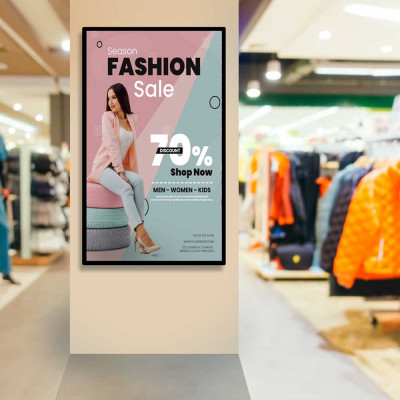 Season
FASHION
Sale
70%
DISCOUNT
Shop Now
MEN - WOMEN - KIDS